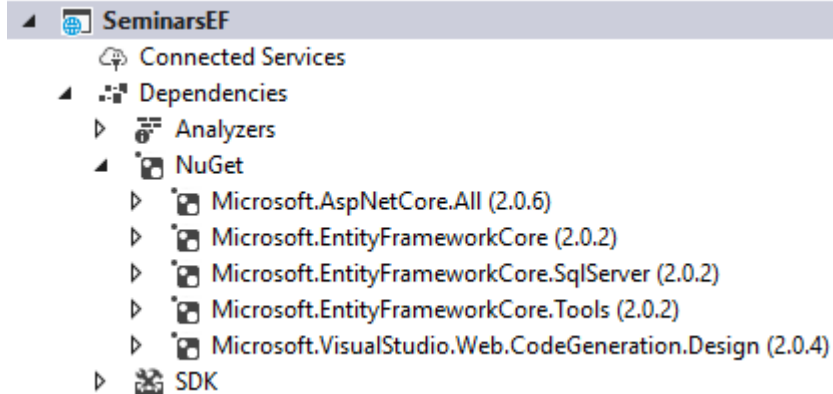 SeminarsEF
Connected Services
Dependencies
Analyzers
NuGet
Microsoft.AspNetCore.All (2.0.6)
Microsoft.EntityFrameworkCore (2.0.2)
Microsoft.EntityFrameworkCore.SqlServer (2.0.2)
Microsoft.EntityFrameworkCore.Tools (2.0.2)
Microsoft.VisualStudio.Web.CodeGeneration.Design (2.0.4)
SDK